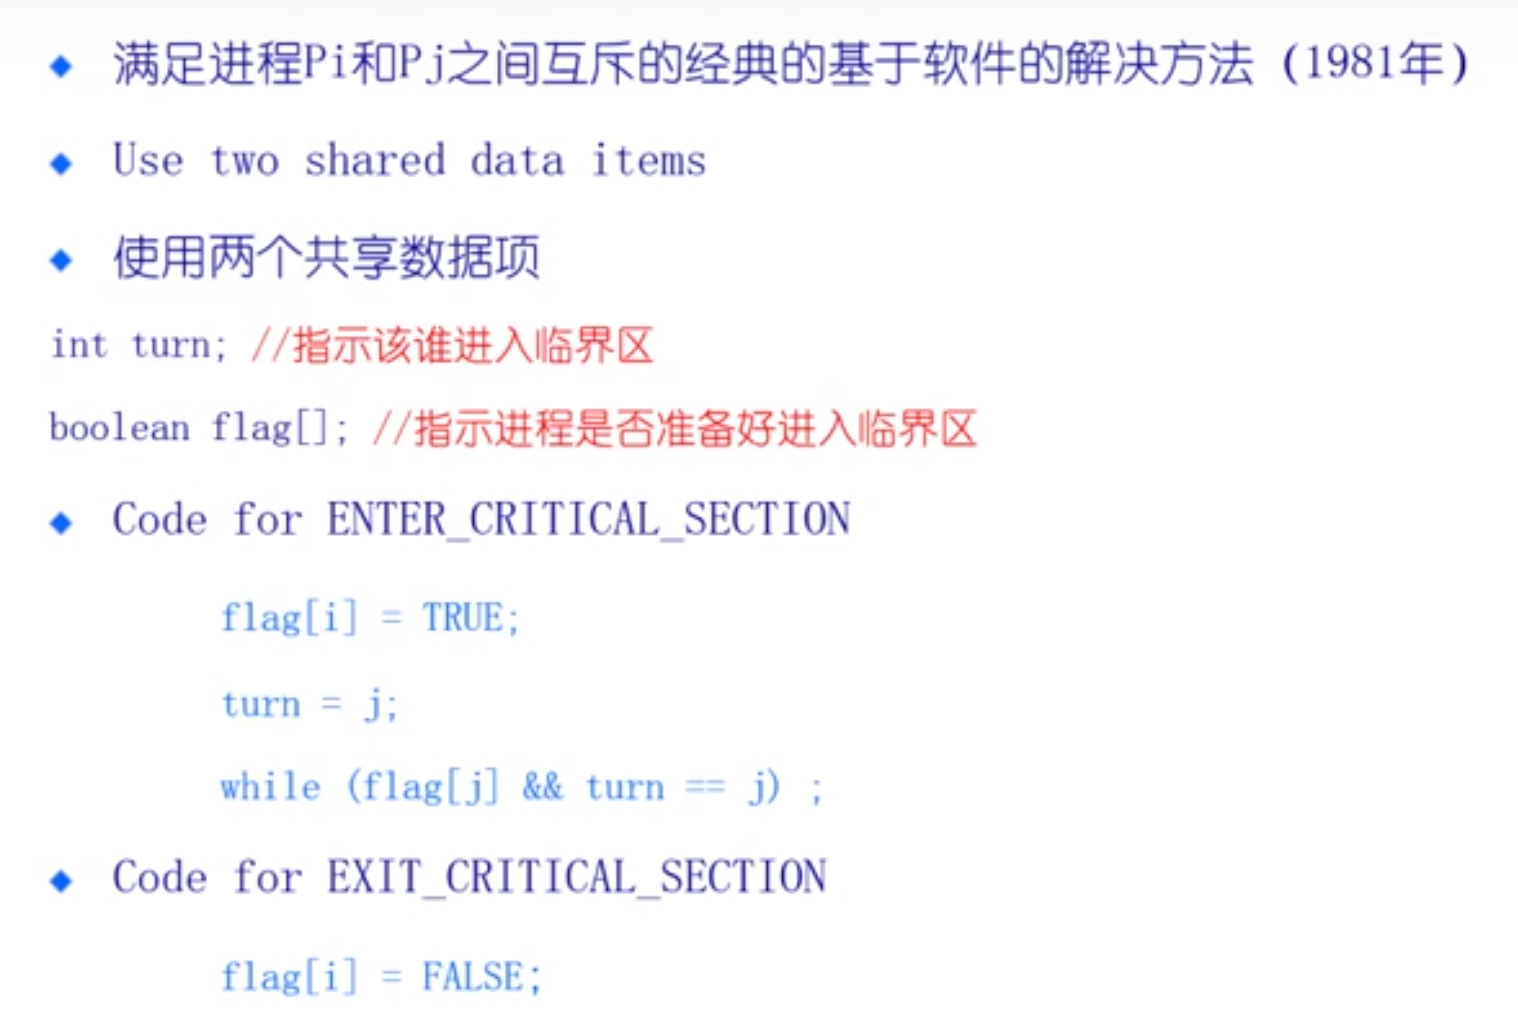 满足进程Pi和Pj之间互斥的经典的基于软件的解决方法（1981年）
Use two shared data items
使用两个共享数据项
int turn; //指示该谁进入临界区
boolean flag[]; //指示进程是否准备好进入临界区
Code for ENTER_CRITICAL_SECTION
flag[i] = TRUE;
turn = j;
while (flag[j] && turn == j) ;
Code for EXIT_CRITICAL_SECTION
flag[i] = FALSE;